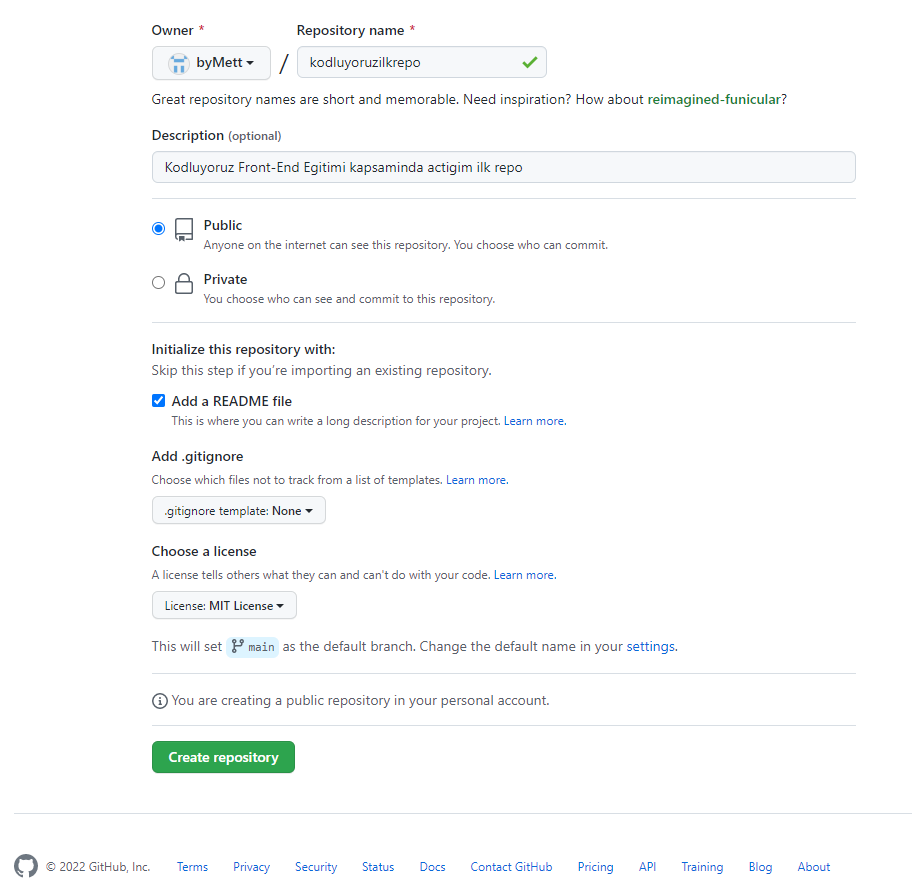 Owner * Repository name *
byMett / kodluyoruzilkrepo
Great repository names are short and memorable. Need inspiration? How about reimagined-funicular?
Description (optional)
Kodluyoruz Front-End Egitimi kapsaminda actigim ilk repo
Public
Anyone on the internet can see this repository. You choose who can commit.
Private
You choose who can see and commit to this repository.
Initialize this repository with:
Skip this step if you're importing an existing repository.
Add a README file
This is where you can write a long description for your project. Learn more.
Add .gitignore
Choose which files not to track from a list of templates. Learn more.
.gitignore template: None
Choose a license
A license tells others what they can and can't do with your code. Learn more.
License: MIT License
This will set main as the default branch. Change the default name in your settings.
You are creating a public repository in your personal account.
Create repository
© 2022 GitHub, Inc. Terms Privacy Security Status Docs Contact GitHub Pricing API Training Blog About